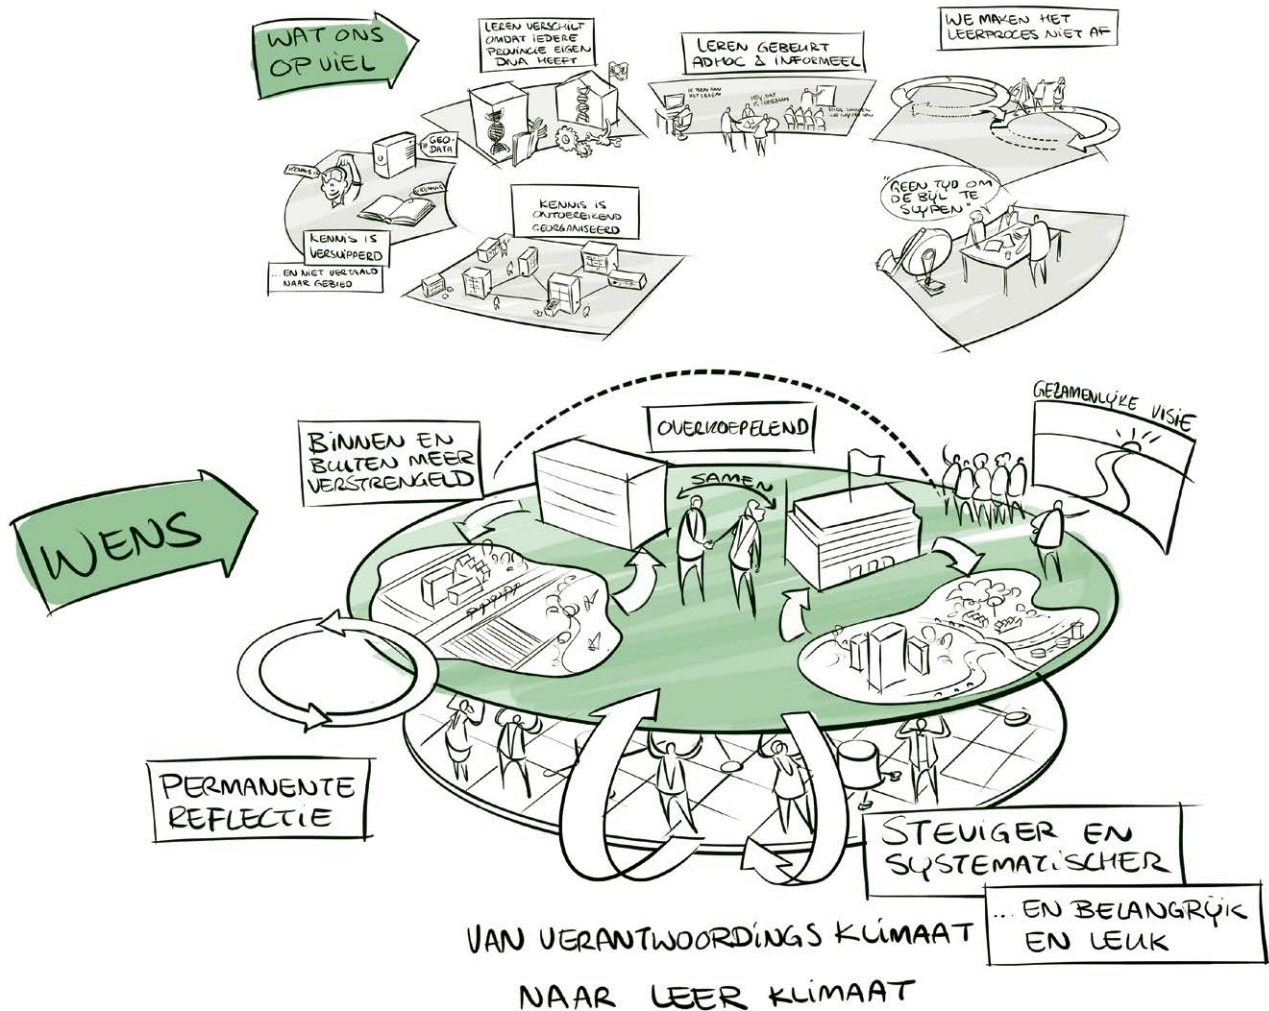 WAT ONS
OPVIEL
LEREN VERSCHILT
OMDAT IEDERE
PROVINCIE EIGEN
DNA HEEFT
LEREN GEBEURT
ADHOC & INFORMEEL
WE MAKEN HET
LEERPROCES NIET AF
GEO-
DATA
KENNIS
KENNIS
KENNIS IS
VERSNIPPERD
...EN NIET VERTAALD
NAAR GEBIED
KENNIS IS
ONTOEREIKEND
GEORGANISEERD
"GEEN TIJD OM
DE BIJL TE
SLIJPEN"
WENS
BINNEN EN
BUITEN MEER
VERSTRENGELD
OVERKOEPELEND
SAMEN
GEZAMENLIJKE VISIE
PERMANENTE
REFLECTIE
STEVIGER EN
SYSTEMATISCHER
... EN BELANGRIJK
EN LEUK
VAN VERANTWOORDINGS KLIMAAT
NAAR LEER KLIMAAT